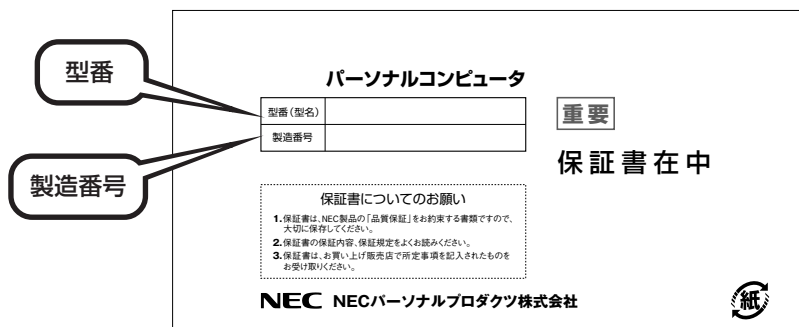 型番
製造番号
パーソナルコンピュータ
型番(型名)
製造番号
重要
保証書在中
保証書についてのお願い
1.保証書は、NEC製品の「品質保証」をお約束する書類ですので、
大切に保存してください。
2.保証書の保証内容、保証規定をよくお読みください。
3.保証書は、お買い上げ販売店で所定事項を記入されたものを
お受け取りください。
NEC NECパーソナルプロダクツ株式会社
紙